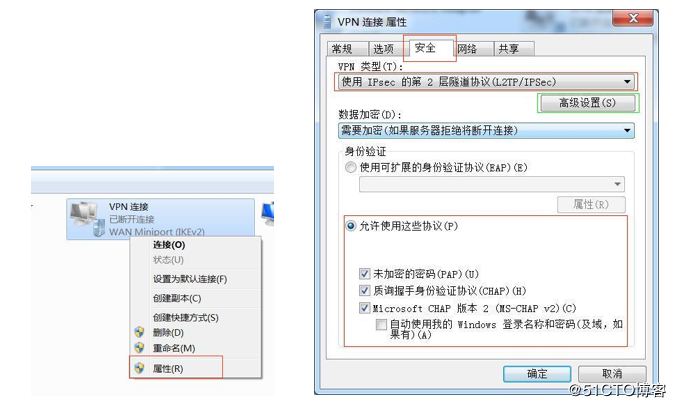 VPN 连接
已断开连接
WAN Miniport (IKEv2)
连接(O)
状态(U)
设置为默认连接(F)
创建副本(C)
创建快捷方式(S)
删除(D)
重命名(M)
属性(R)
VPN 连接 属性
常规 选项 安全 网络 共享
VPN 类型(T):
使用 IPsec 的第 2 层隧道协议(L2TP/IPSec)
高级设置(S)
数据加密(D):
需要加密(如果服务器拒绝将断开连接)
身份验证
使用可扩展的身份验证协议(EAP)(E)
属性(R)
允许使用这些协议(P)
未加密的密码(PAP)(U)
质询握手身份验证协议(CHAP)(H)
Microsoft CHAP 版本 2 (MS-CHAP v2)(C)
自动使用我的 Windows 登录名称和密码(及域，如
果有)(A)
确定 取消
@51CTO博客